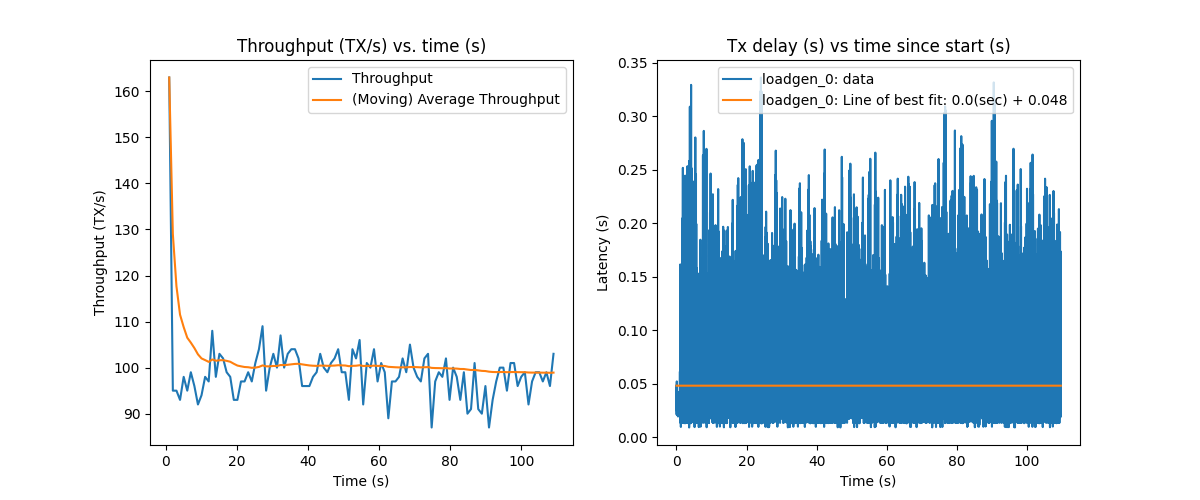 Throughput (TX/s) vs. time (s)
Throughput
(Moving) Average Throughput
Throughput (TX/s)
160
150
140
130
120
110
100
90
0 20 40 60 80 100
Time (s)
Tx delay (s) vs time since start (s)
loadgen_0: data
loadgen_0: Line of best fit: 0.0(sec) + 0.048
Latency (s)
0.35
0.30
0.25
0.20
0.15
0.10
0.05
0.00
0 20 40 60 80 100
Time (s)